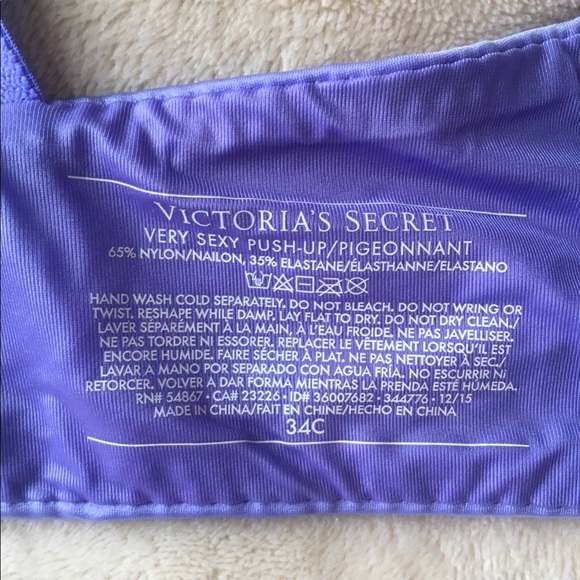 VICTORIA'S SECRET
VERY SEXY PUSH-UP/PIGEONNANT
65% NYLON/NAILON, 35% ELASTANE/ÉLASTHANNE/ELASTANO
HAND WASH COLD SEPARATELY. DO NOT BLEACH. DO NOT WRING OR
TWIST. RESHAPE WHILE DAMP. LAY FLAT TO DRY. DO NOT DRY CLEAN./
LAVER SÉPARÉMENT À LA MAIN, À L'EAU FROIDE. NE PAS JAVELLISER.
NE PAS TORDRE NI ESSORER. REPLACER LE VÊTEMENT LORSQU'IL EST
ENCORE HUMIDE. FAIRE SÉCHER À PLAT. NE PAS NETTOYER À SEC./
LAVAR A MANO POR SEPARADO CON AGUA FRÍA. NO ESCURRIR NI
RETORCER. VOLVER A DAR FORMA MIENTRAS LA PRENDA ESTÉ HÚMEDA.
RN# 54867 • CA# 23226 • ID# 36007682 • 344776 • 12/15
MADE IN CHINA/FAIT EN CHINE/HECHO EN CHINA
34C